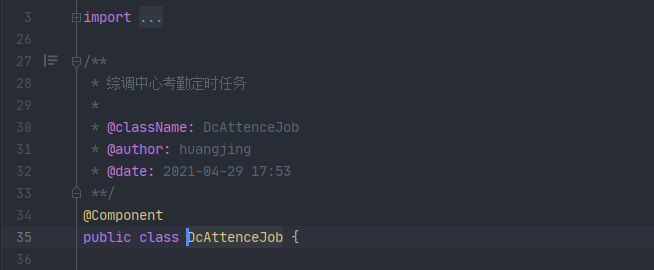 3 import ...
26
27 /**
28 * 综调中心考勤定时任务
29 *
30 * @className: DcAttenceJob
31 * @author: huangjing
32 * @date: 2021-04-29 17:53
33 **/
34 @Component
35 public class DcAttenceJob {
36